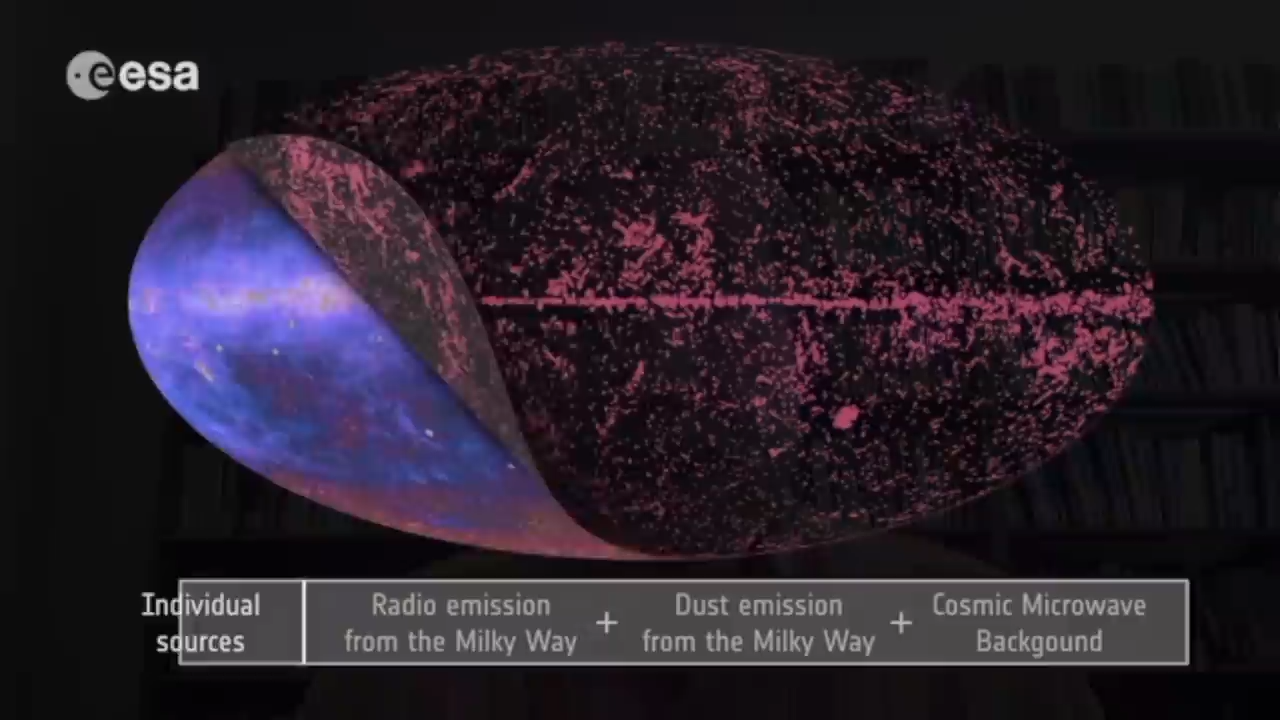 esa
Individual
sources
Radio emission
from the Milky Way
+
Dust emission
from the Milky Way
+
Cosmic Microwave
Backgound